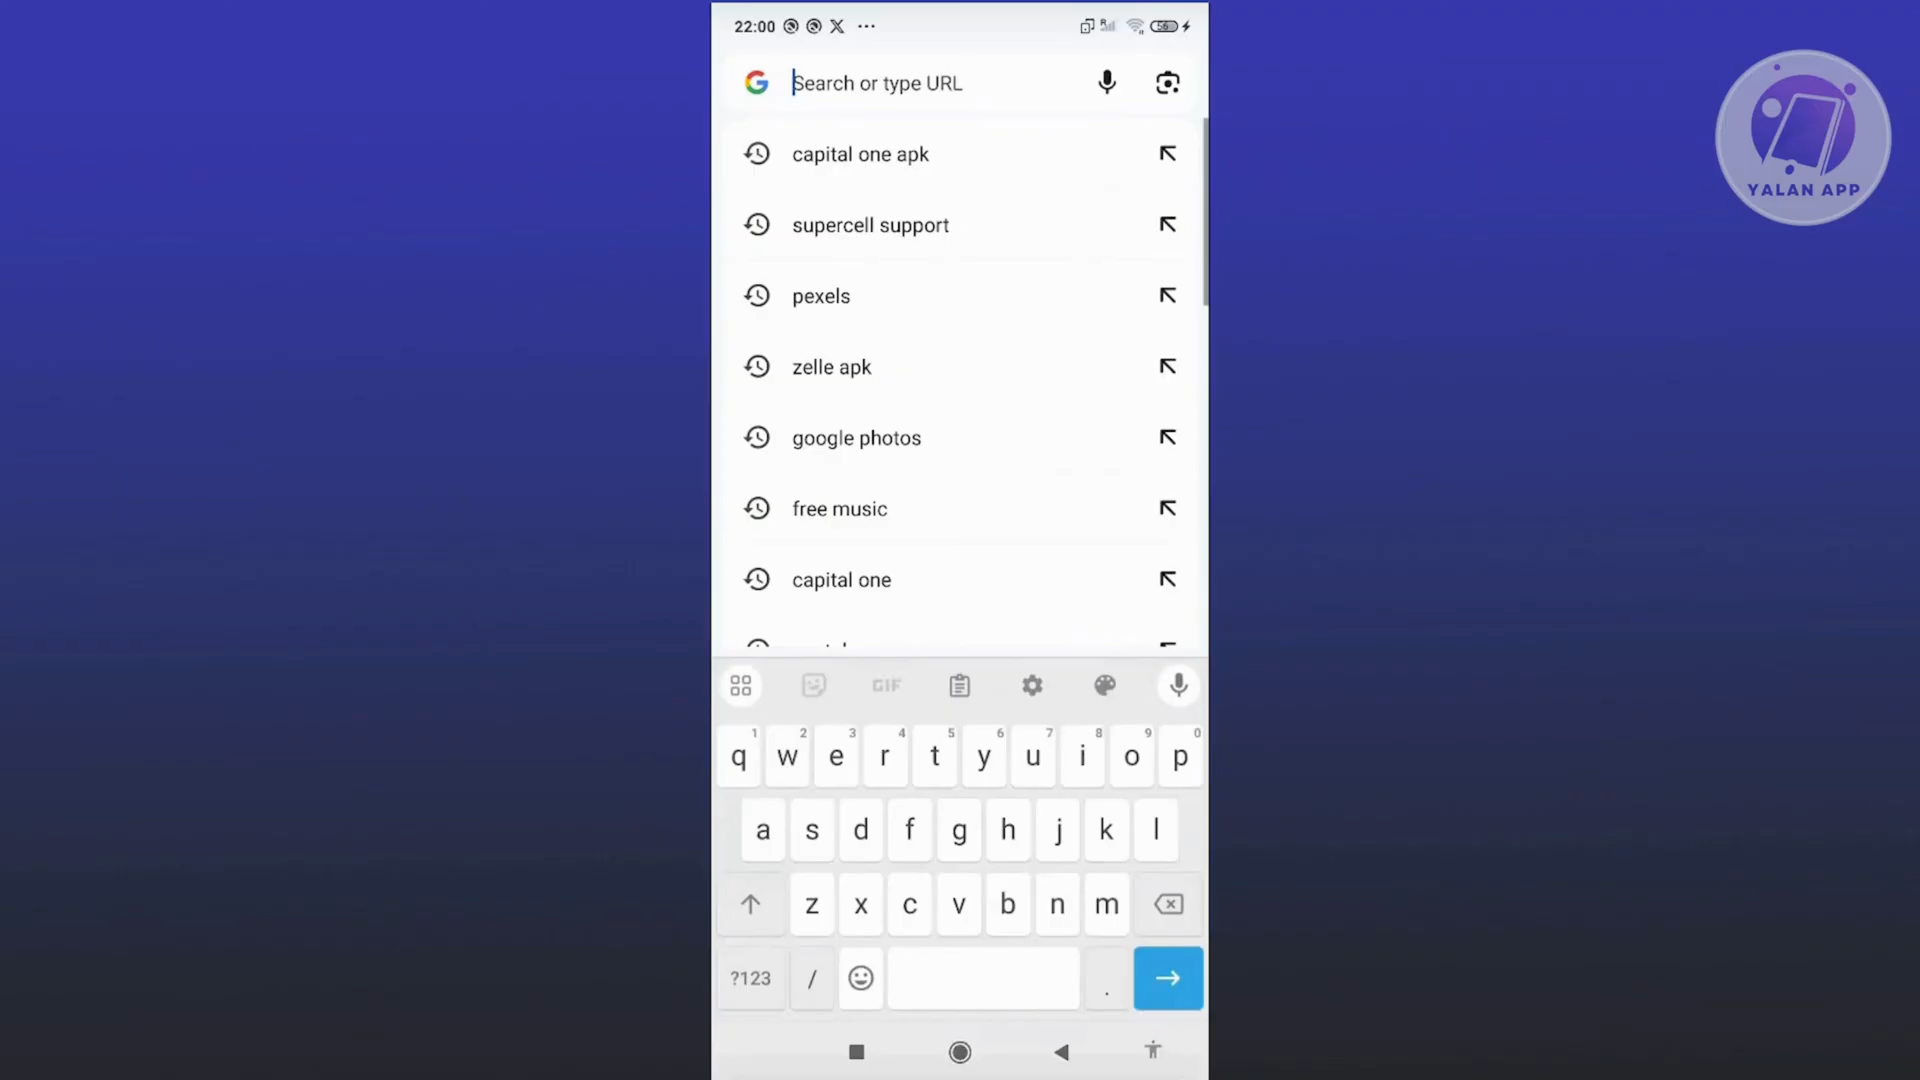 22:00
56
Search or type URL
YALAN APP
capital one apk
supercell support
pexels
zelle apk
google photos
free music
capital one
GIF
1 2 3 4 5 6 7 8 9 0
q w e r t y u i o p
a s d f g h j k l
z x c v b n m
?123 / .